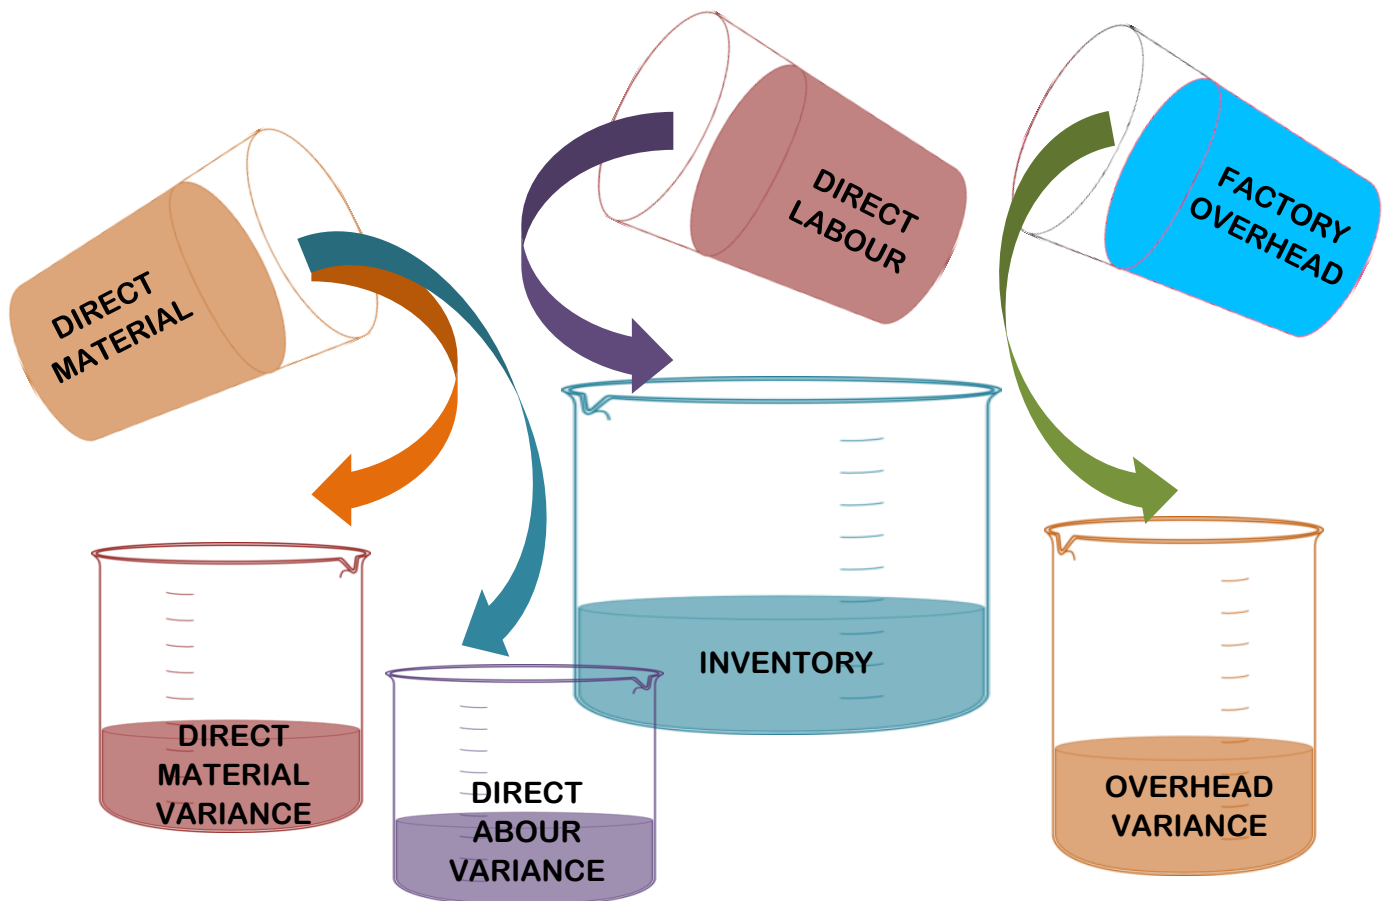 DIRECT
MATERIAL
DIRECT
LABOUR
FACTORY
OVERHEAD
INVENTORY
DIRECT
MATERIAL
VARIANCE
DIRECT
ABOUR
VARIANCE
OVERHEAD
VARIANCE